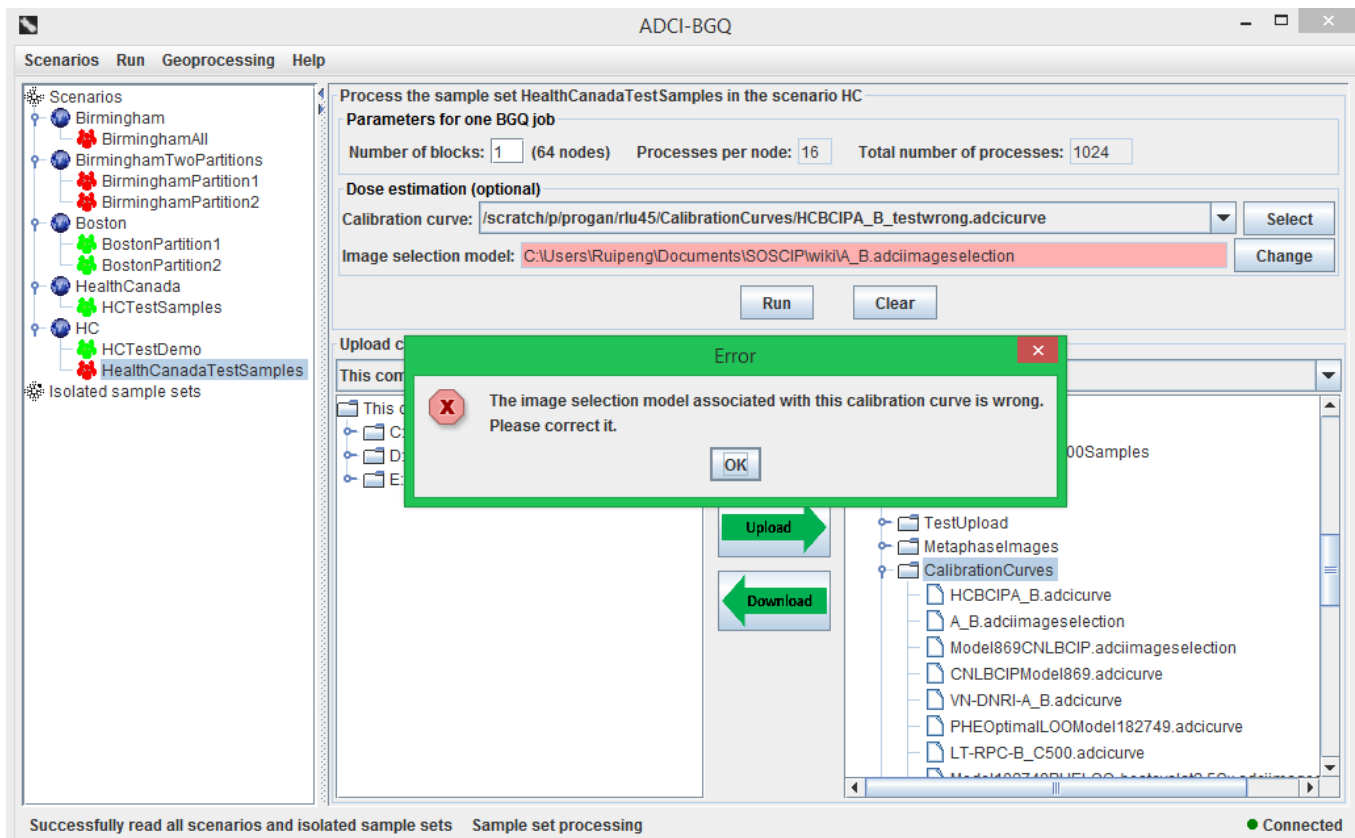 ADCI-BGQ
Scenarios Run Geoprocessing Help
Scenarios
Birmingham
BirminghamAll
BirminghamTwoPartitions
BirminghamPartition1
BirminghamPartition2
Boston
BostonPartition1
BostonPartition2
HealthCanada
HCTestSamples
HC
HCTestDemo
HealthCanadaTestSamples
Isolated sample sets
Process the sample set HealthCanadaTestSamples in the scenario HC
Parameters for one BGQ job
Number of blocks: 1 (64 nodes) Processes per node: 16 Total number of processes: 1024
Dose estimation (optional)
Calibration curve: /scratch/p/progan/rlu45/CalibrationCurves/HCBCIPA_B_testwrong.adcicurve Select
Image selection model: C:\Users\Ruipeng\Documents\SOSCIP\wiki\A_B.adciimageselection Change
Run Clear
Upload
Error
The image selection model associated with this calibration curve is wrong.
Please correct it.
OK
This
C:
D:
E:
00Samples
Upload
Download
TestUpload
MetaphaseImages
CalibrationCurves
HCBCIPA_B.adcicurve
A_B.adciimageselection
Model869CNLBCIP.adciimageselection
CNLBCIPModel869.adcicurve
VN-DNRI-A_B.adcicurve
PHEOptimalLOOModel182749.adcicurve
LT-RPC-B_C500.adcicurve
Successfully read all scenarios and isolated sample sets Sample set processing
Connected